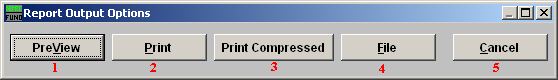 Report Output Options
PreView Print Print Compressed File Cancel
1 2 3 4 5